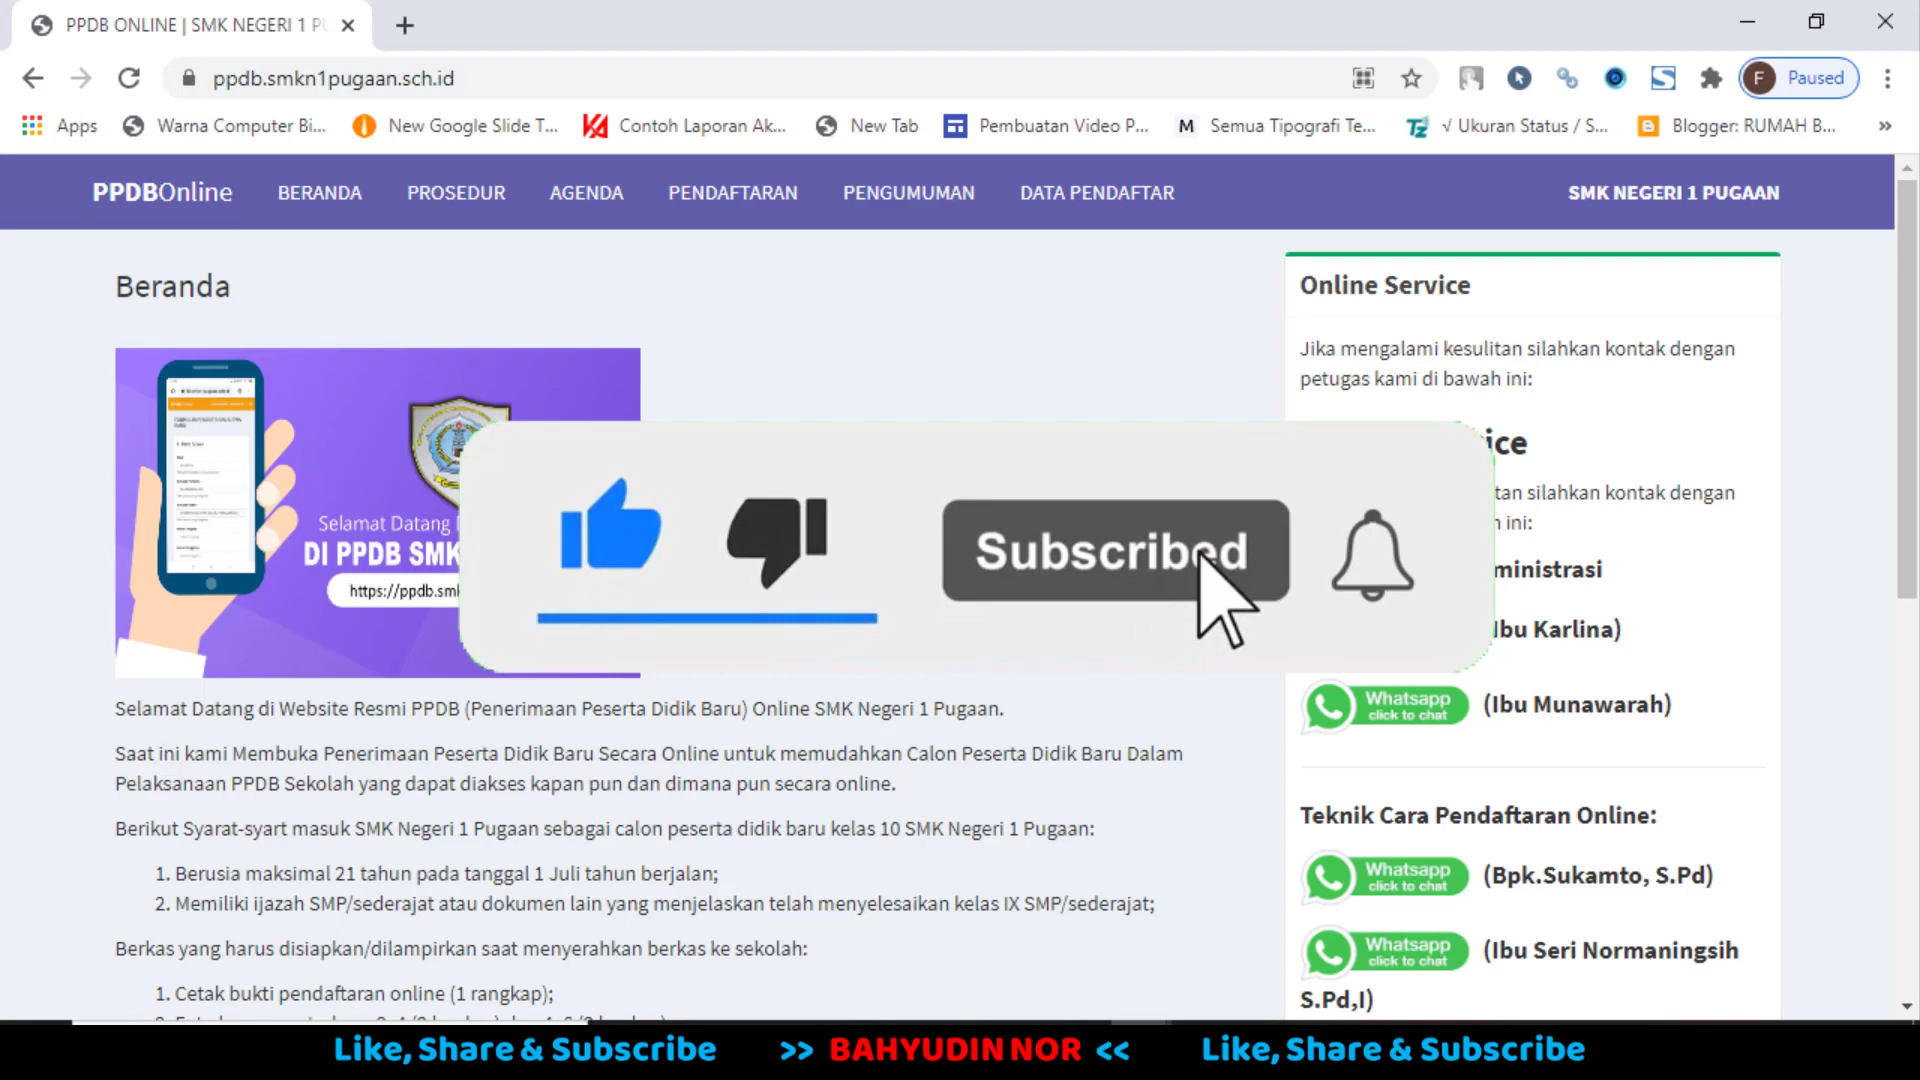 PPDB ONLINE | SMK NEGERI 1 PU
ppdb.smkn1pugaan.sch.id
F Paused
Apps
Warna Computer Bi...
New Google Slide T...
Contoh Laporan Ak...
New Tab
Pembuatan Video P...
M Semua Tipografi Te...
TZ √ Ukuran Status / S...
Blogger: RUMAH B...
»
PPDBOnline BERANDA PROSEDUR AGENDA PENDAFTARAN PENGUMUMAN DATA PENDAFTAR SMK NEGERI 1 PUGAAN
Beranda
Selamat Datang
DI PPDB SMK
https://ppdb.smk
Subscribed
Selamat Datang di Website Resmi PPDB (Penerimaan Peserta Didik Baru) Online SMK Negeri 1 Pugaan.
Saat ini kami Membuka Penerimaan Peserta Didik Baru Secara Online untuk memudahkan Calon Peserta Didik Baru Dalam
Pelaksanaan PPDB Sekolah yang dapat diakses kapan pun dan dimana pun secara online.
Berikut Syarat-syart masuk SMK Negeri 1 Pugaan sebagai calon peserta didik baru kelas 10 SMK Negeri 1 Pugaan:
1. Berusia maksimal 21 tahun pada tanggal 1 Juli tahun berjalan;
2. Memiliki ijazah SMP/sederajat atau dokumen lain yang menjelaskan telah menyelesaikan kelas IX SMP/sederajat;
Berkas yang harus disiapkan/dilampirkan saat menyerahkan berkas ke sekolah:
1. Cetak bukti pendaftaran online (1 rangkap);
Online Service
Jika mengalami kesulitan silahkan kontak dengan
petugas kami di bawah ini:
ice
tan silahkan kontak dengan
ini:
ministrasi
Ibu Karlina)
Whatsapp
click to chat
(Ibu Munawarah)
Teknik Cara Pendaftaran Online:
Whatsapp
click to chat
(Bpk.Sukamto, S.Pd)
Whatsapp
click to chat
(Ibu Seri Normaningsih
S.Pd,I)
Like, Share & Subscribe >> BAHYUDIN NOR << Like, Share & Subscribe